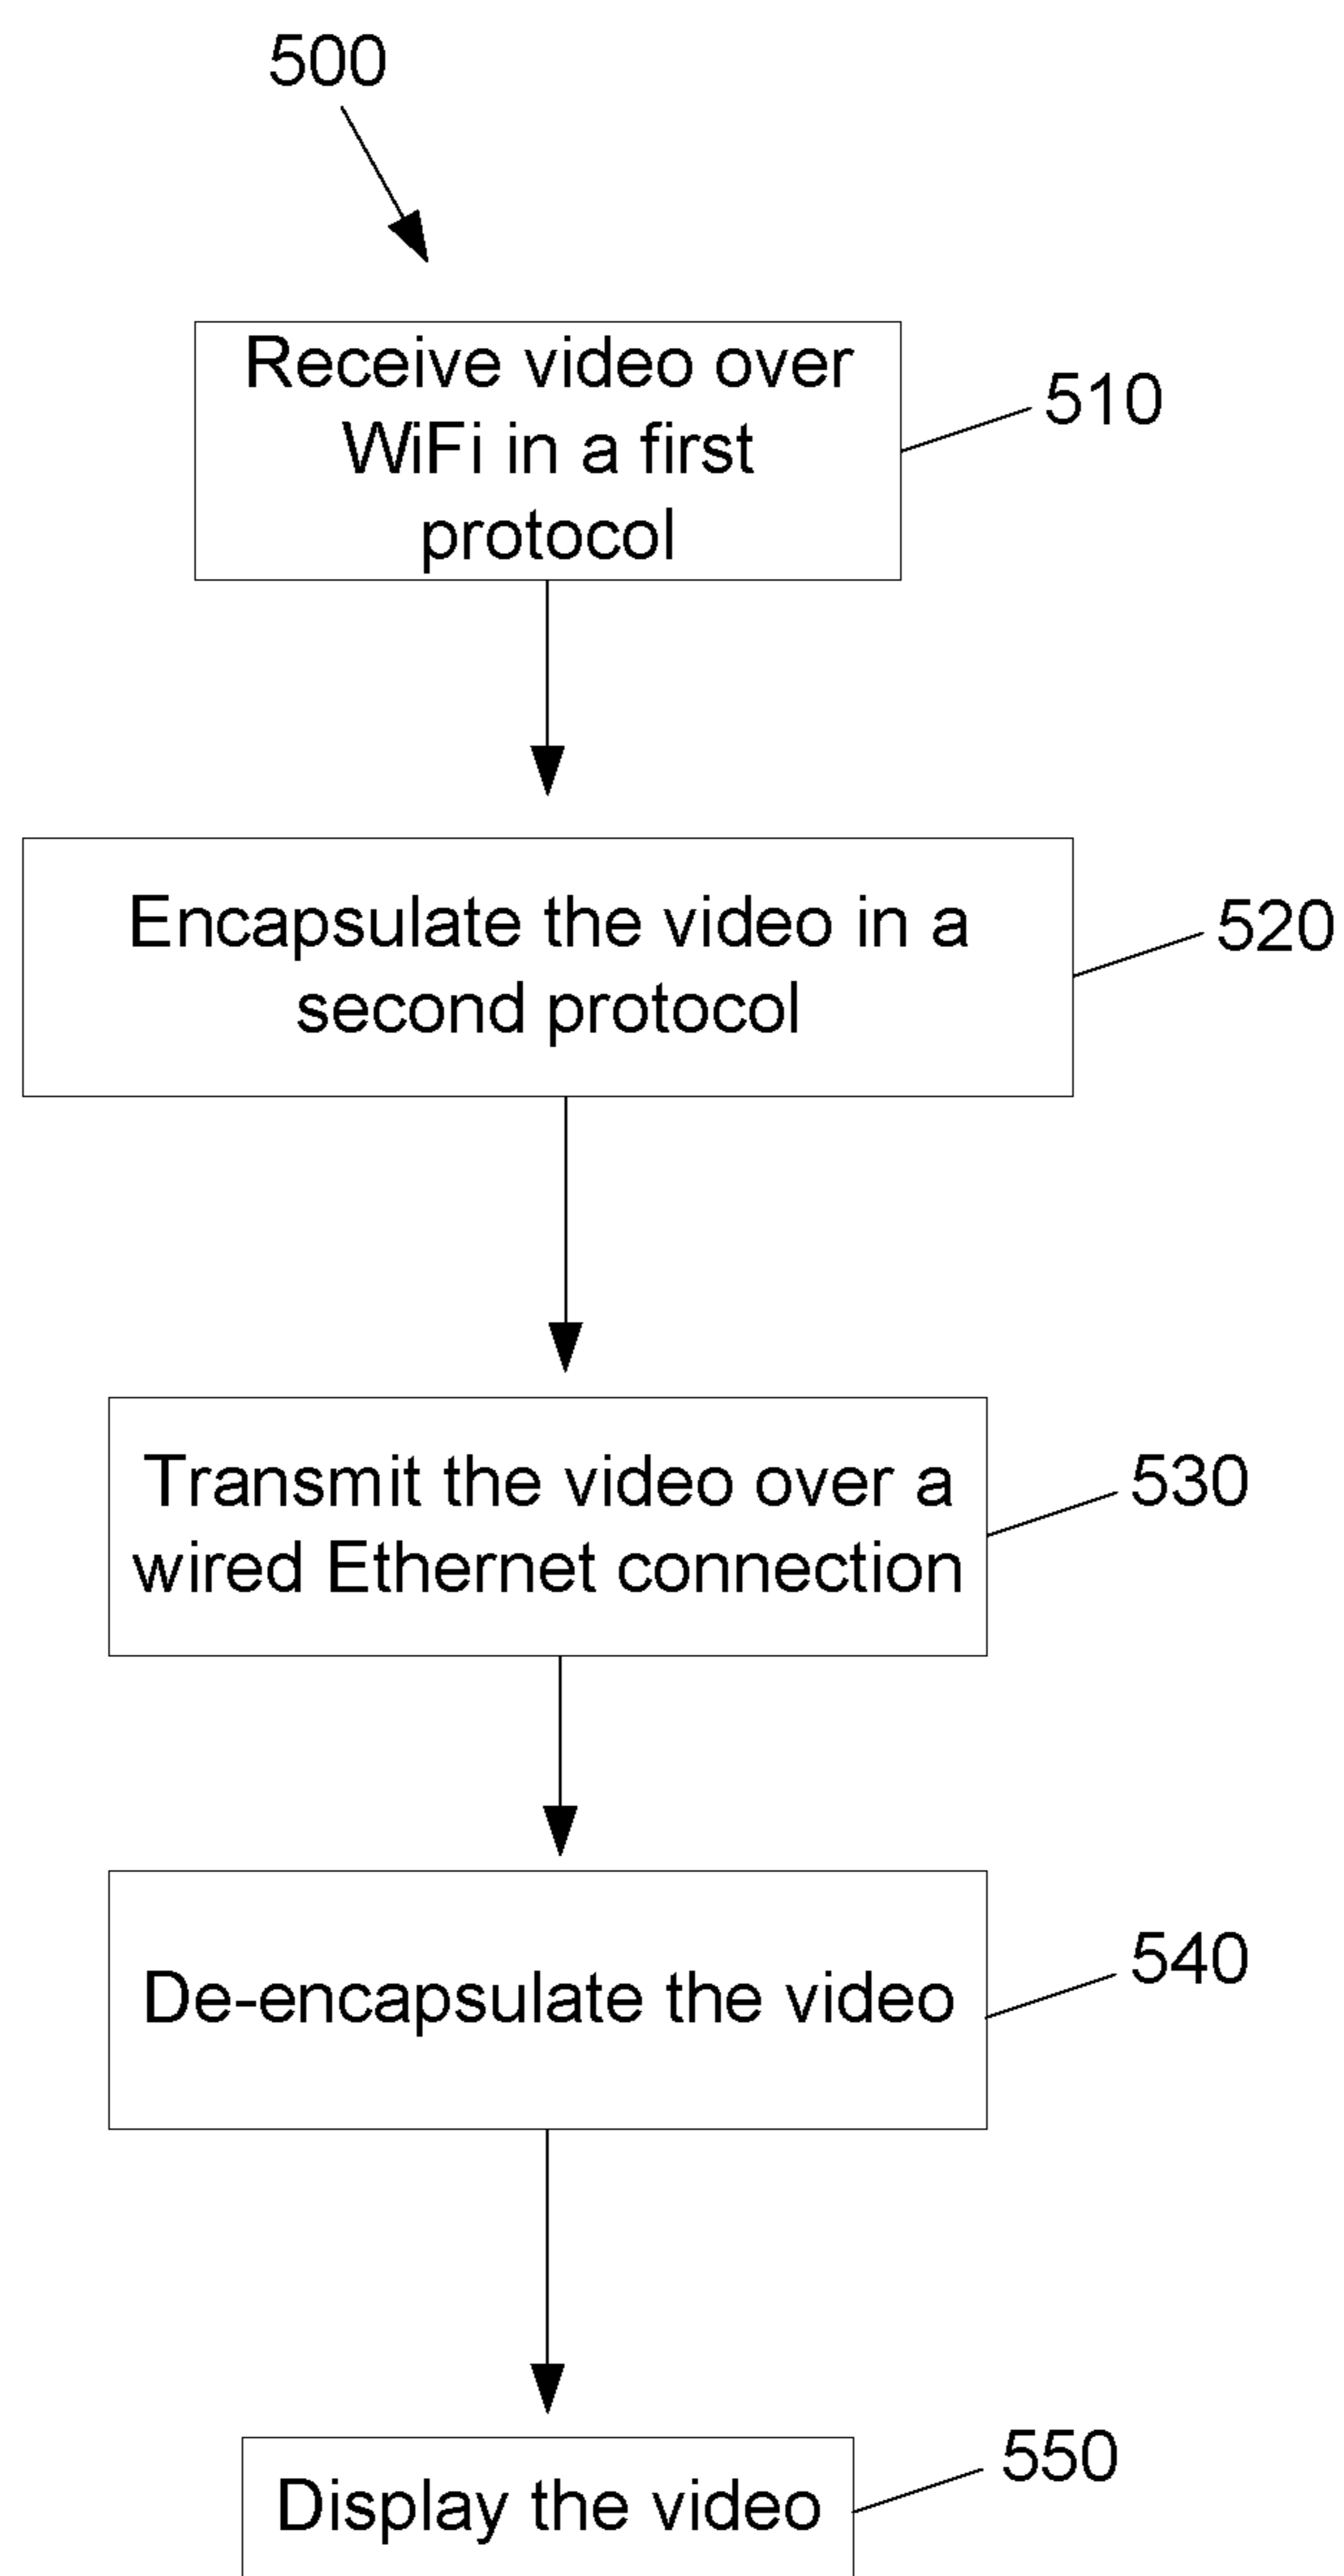 500
Receive video over
WiFi in a first
protocol
510
Encapsulate the video in a
second protocol
520
Transmit the video over a
wired Ethernet connection
530
De-encapsulate the video
540
Display the video
550